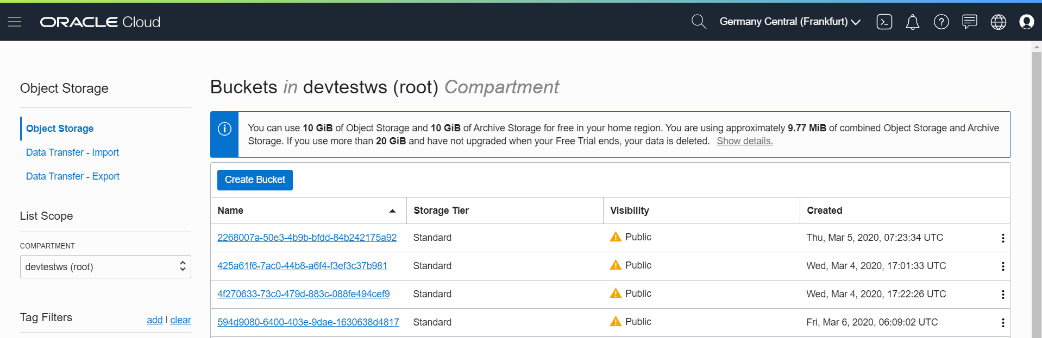 ORACLE Cloud
Germany Central (Frankfurt)
Object Storage
Object Storage
Data Transfer - Import
Data Transfer - Export
List Scope
COMPARTMENT
devtestws (root)
Tag Filters
add | clear
Buckets in devtestws (root) Compartment
You can use 10 GiB of Object Storage and 10 GiB of Archive Storage for free in your home region. You are using approximately 9.77 MiB of combined Object Storage and Archive
Storage. If you use more than 20 GiB and have not upgraded when your Free Trial ends, your data is deleted. Show details.
Create Bucket
Name Storage Tier Visibility Created
2268007a-50e3-4b9b-bfdd-84b242175a92 Standard Public Thu, Mar 5, 2020, 07:23:34 UTC
425a61f6-7ac0-44b8-a6f4-f3ef3c37b981 Standard Public Wed, Mar 4, 2020, 17:01:33 UTC
4f270633-73c0-479d-883c-088fe494cef9 Standard Public Wed, Mar 4, 2020, 17:22:26 UTC
594d9080-6400-403e-9dae-1630638d4817 Standard Public Fri, Mar 6, 2020, 06:09:02 UTC